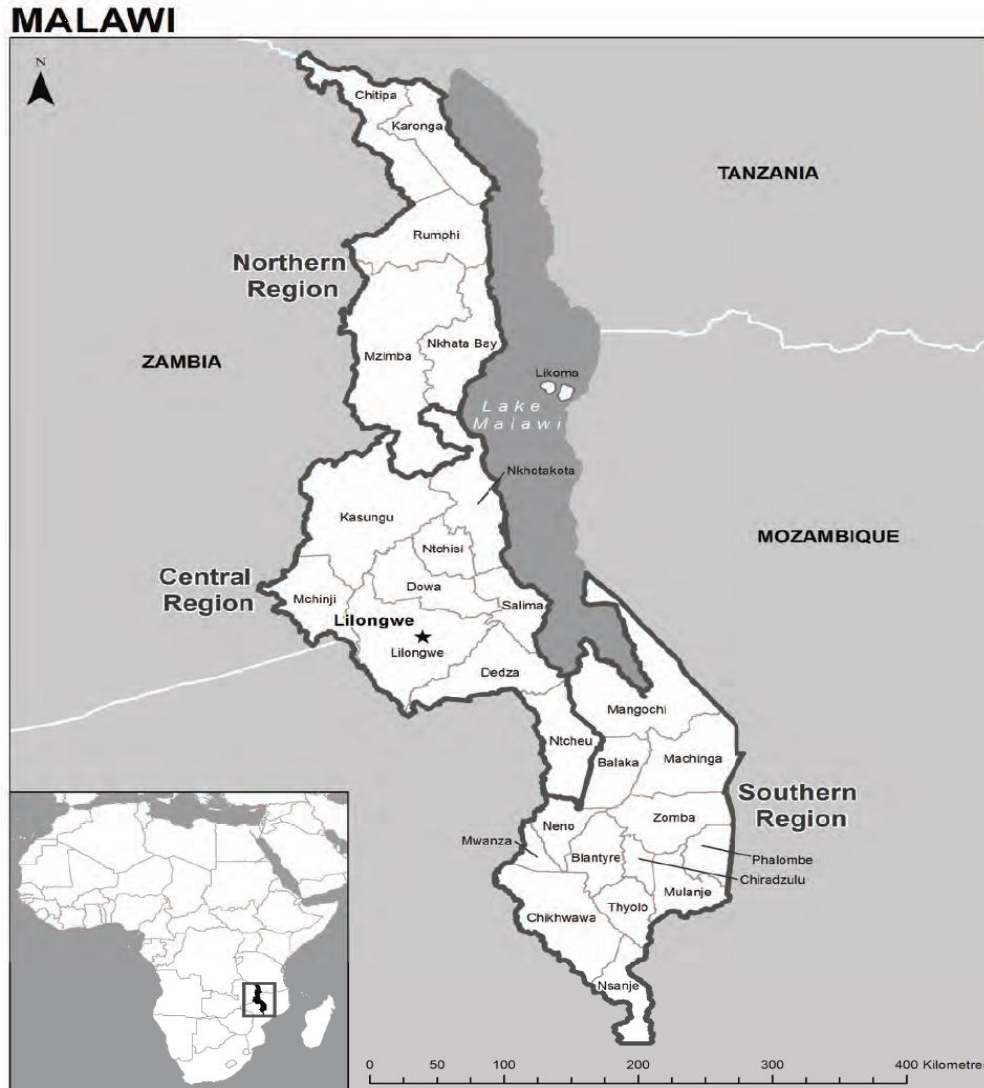 MALAWI
N
Chitipa
Karonga
TANZANIA
Rumphi
Northern
Region
ZAMBIA
Mzimba
Nkhata Bay
Likoma
Lake
Malawi
Nkhotakota
Kasungu
MOZAMBIQUE
Ntchisi
Central
Region
Dowa
Mchinji
Salima
Lilongwe
Lilongwe
Dedza
Mangochi
Ntcheu
Balaka
Machinga
Southern
Region
Zomba
Neno
Mwanza
Blantyre
Phalombe
Chiradzulu
Mulanje
Thyolo
Chikhwawa
Nsanje
0 50 100 200 300 400 Kilometres